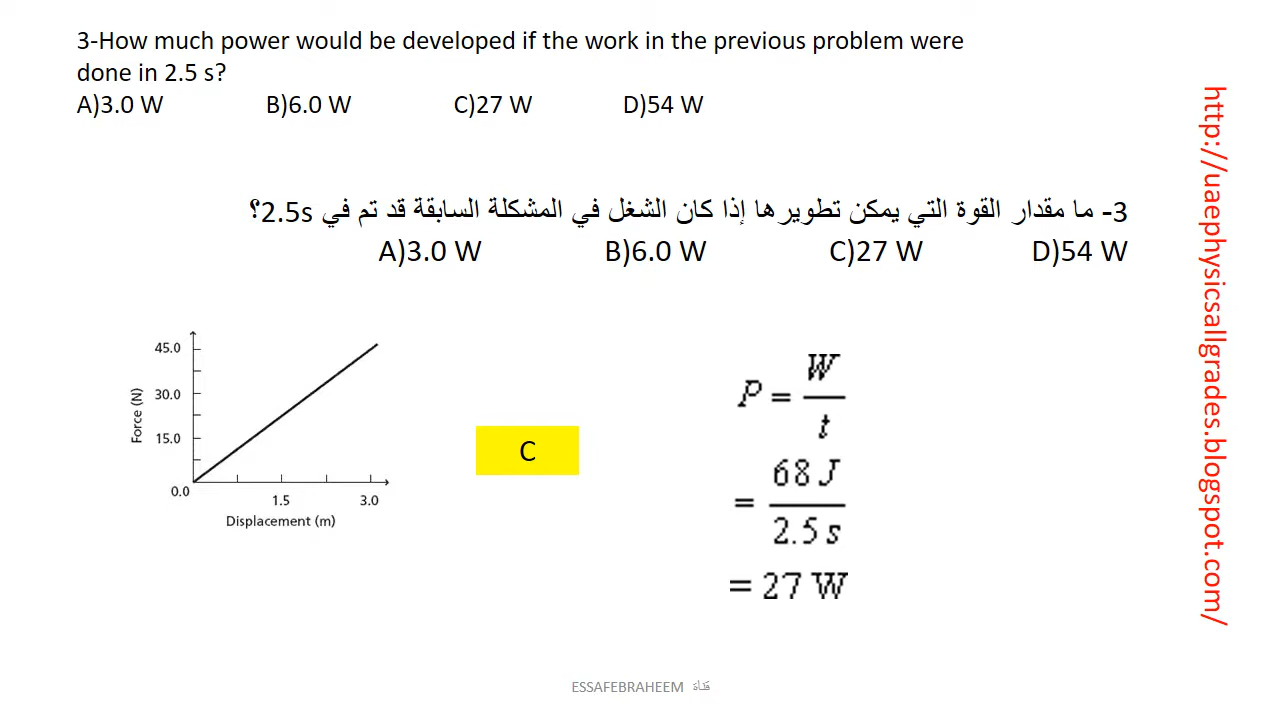 3-How much power would be developed if the work in the previous problem were
done in 2.5 s?
A)3.0 W B)6.0 W C)27 W D)54 W
3- ما مقدار القوة التي يمكن تطويرها إذا كان الشغل في المشكلة السابقة قد تم في 2.5s؟
A)3.0 W B)6.0 W C)27 W D)54 W
45.0
30.0
15.0
0.0
1.5 3.0
Force (N)
Displacement (m)
C
P = W / t
= 68 J / 2.5 s
= 27 W
http://uaephysicsallgrades.blogspot.com/
ESSAFEBRAHEEM قناة